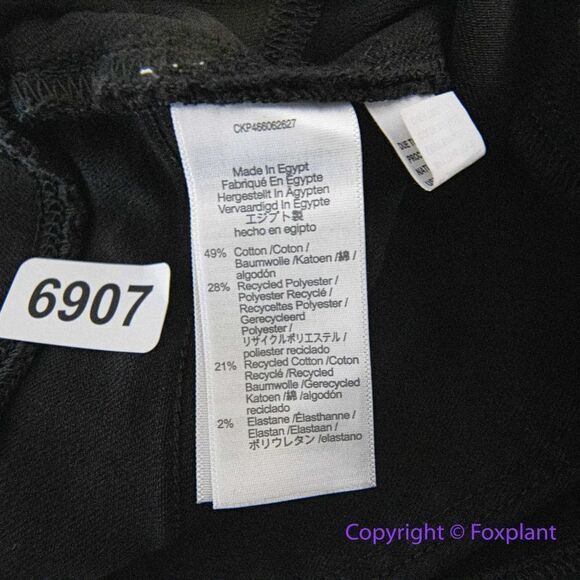 CKP466062627
Made In Egypt
Fabriqué En Égypte
Hergestellt In Ägypten
Vervaardigd In Egypte
エジプト製
hecho en egipto
49% Cotton /Coton /
Baumwolle /Katoen /綿 /
algodón
28% Recycled Polyester /
Polyester Recyclé /
Recyceltes Polyester /
Gerecycleerd
Polyester /
リサイクルポリエステル /
poliester reciclado
21% Recycled Cotton /Coton
Recyclé /Recycled
Baumwolle /Gerecycled
Katoen /綿 /algodón
reciclado
2% Elastane /Élasthanne /
Elastan /Elastaan /
ポリウレタン /elastano
DUE T
PROC
NAT
6907
Copyright © Foxplant